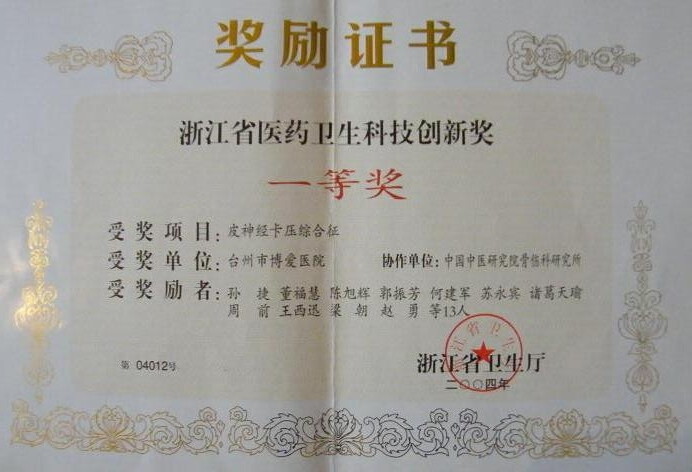 奖励证书
浙江省医药卫生科技创新奖
一等奖
受奖项目：皮神经卡压综合征
受奖单位：台州市博爱医院 协作单位：中国中医研究院骨伤科研究所
受奖励者：孙 捷 董福慧 陈旭辉 郭振芳 何建军 苏永宾 诸葛天瑜
周 前 王西迅 梁 朝 赵 勇 等13人
浙江省卫生厅
第 04012号
二〇〇四年